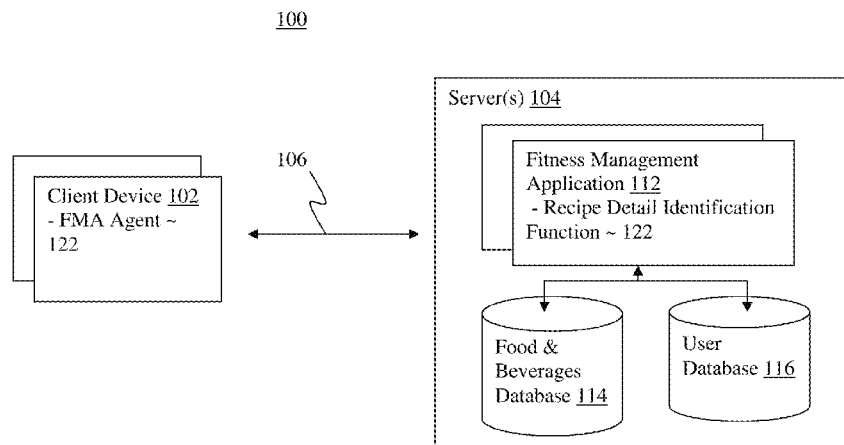 100
Server(s) 104
106
Fitness Management
Application 112
- Recipe Detail Identification
Function ~ 122
Client Device 102
- FMA Agent ~
122
Food &
Beverages
Database 114
User
Database 116